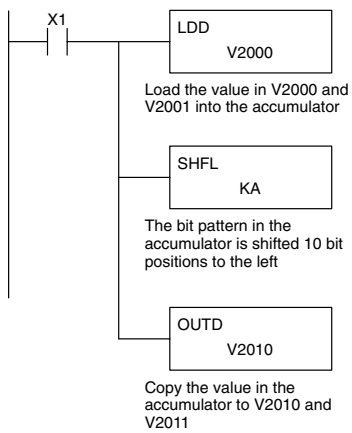 X1
LDD
V2000
Load the value in V2000 and
V2001 into the accumulator
SHFL
KA
The bit pattern in the
accumulator is shifted 10 bit
positions to the left
OUTD
V2010
Copy the value in the
accumulator to V2010 and
V2011